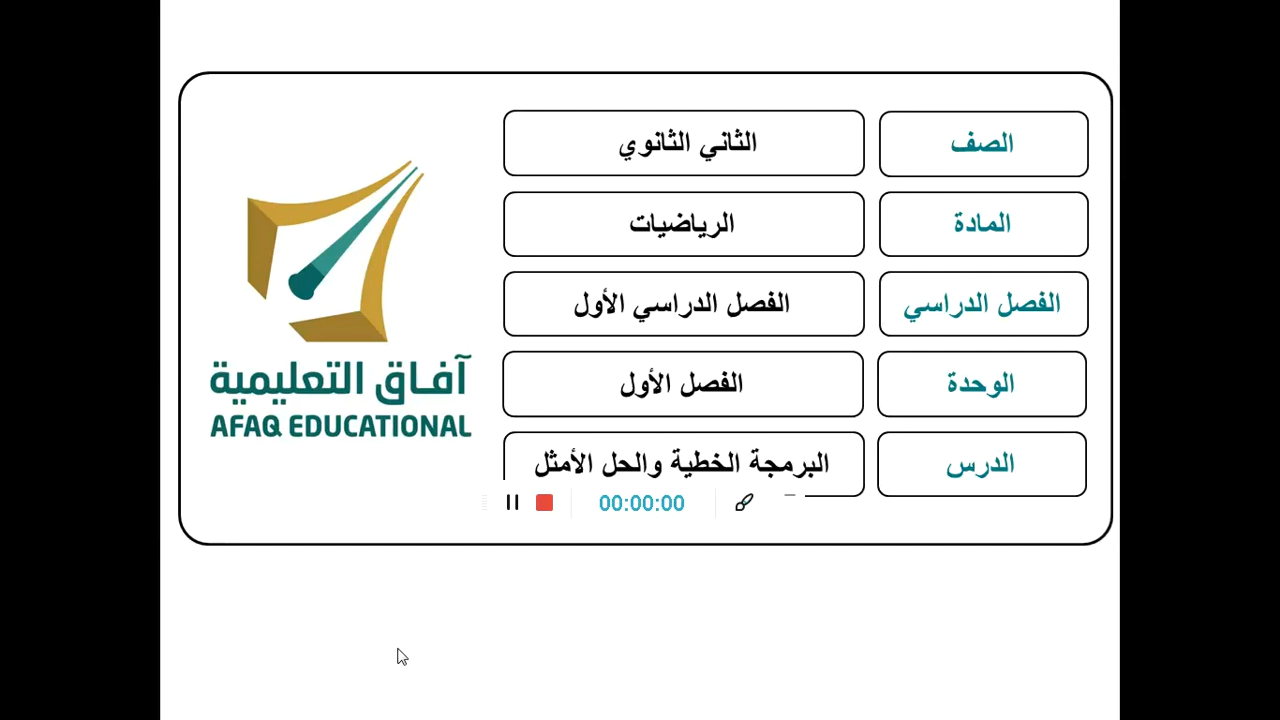 الصف الثاني الثانوي
المادة الرياضيات
الفصل الدراسي الفصل الدراسي الأول
الوحدة الفصل الأول
الدرس البرمجة الخطية والحل الأمثل
آفاق التعليمية
AFAQ EDUCATIONAL
00:00:00